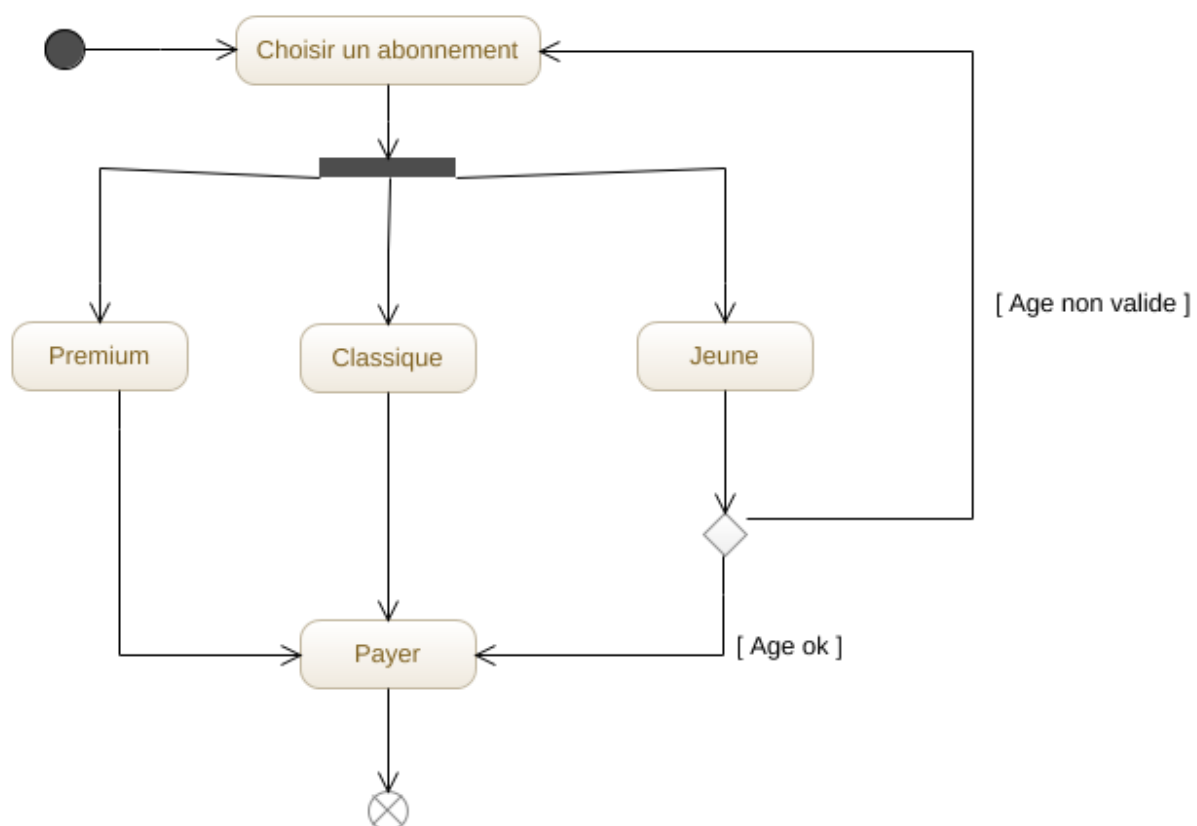 Choisir un abonnement
[ Age non valide ]
Premium
Classique
Jeune
[ Age ok ]
Payer